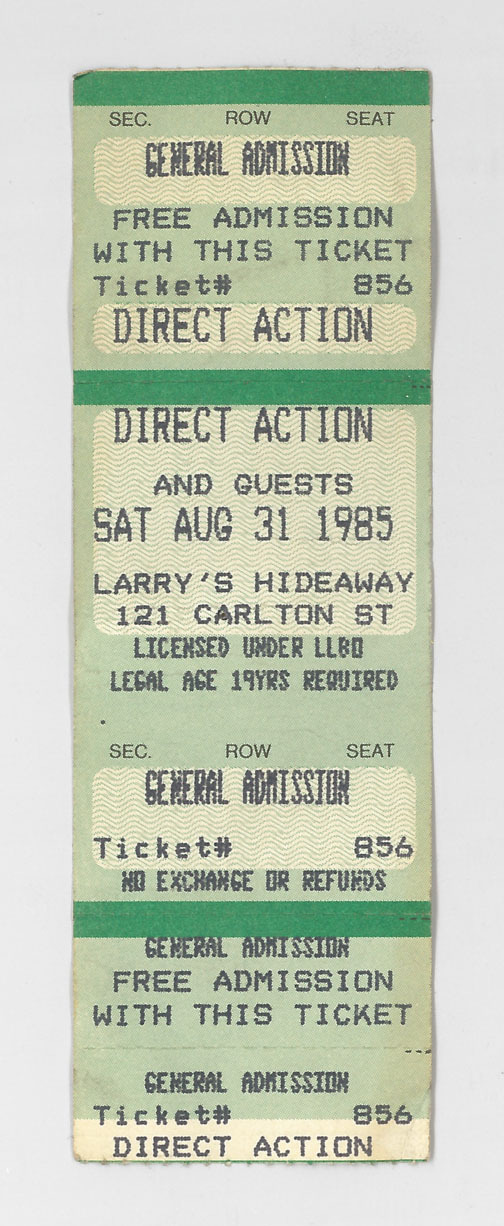 SEC. ROW SEAT
GENERAL ADMISSION
FREE ADMISSION
WITH THIS TICKET
Ticket# 856
DIRECT ACTION
DIRECT ACTION
AND GUESTS
SAT AUG 31 1985
LARRY'S HIDEAWAY
121 CARLTON ST
LICENSED UNDER LLBO
LEGAL AGE 19YRS REQUIRED
SEC. ROW SEAT
GENERAL ADMISSION
Ticket# 856
NO EXCHANGE OR REFUNDS
GENERAL ADMISSION
FREE ADMISSION
WITH THIS TICKET
GENERAL ADMISSION
Ticket# 856
DIRECT ACTION